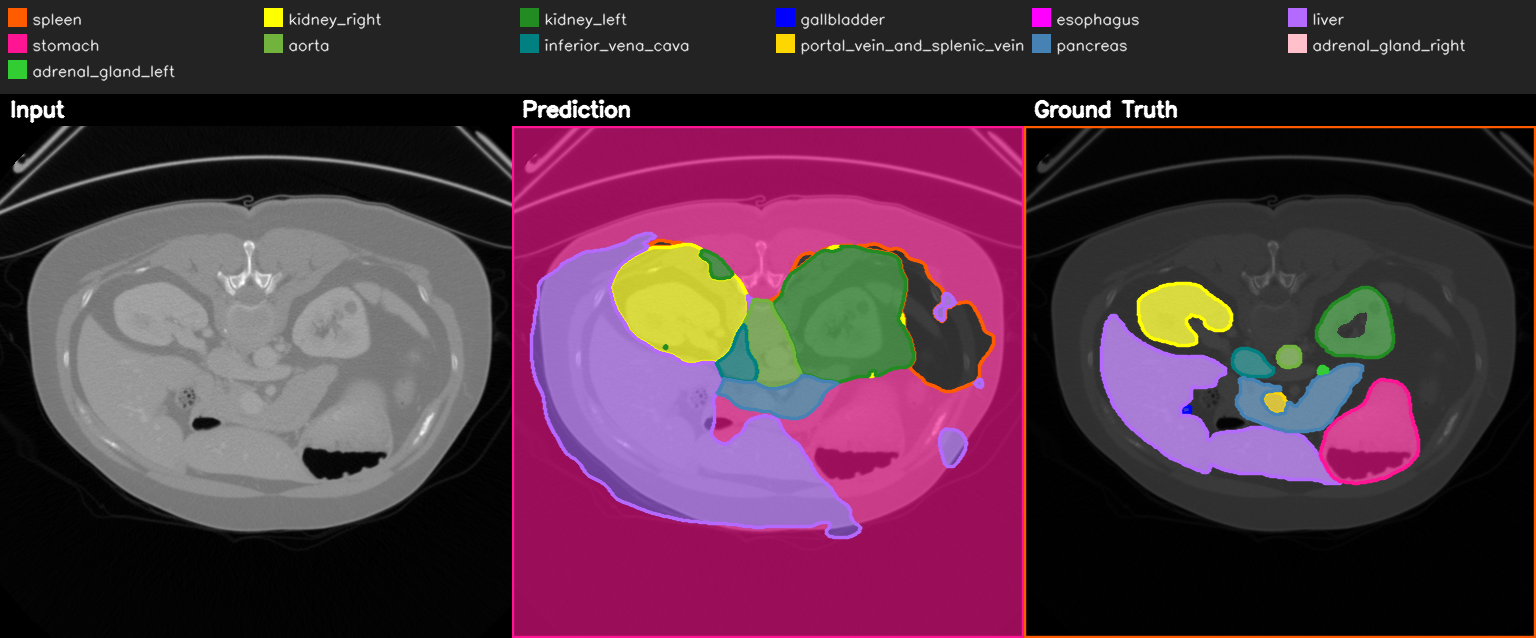 spleen kidney_right kidney_left gallbladder esophagus liver
stomach aorta inferior_vena_cava portal_vein_and_splenic_vein pancreas adrenal_gland_right
adrenal_gland_left
Input Prediction Ground Truth